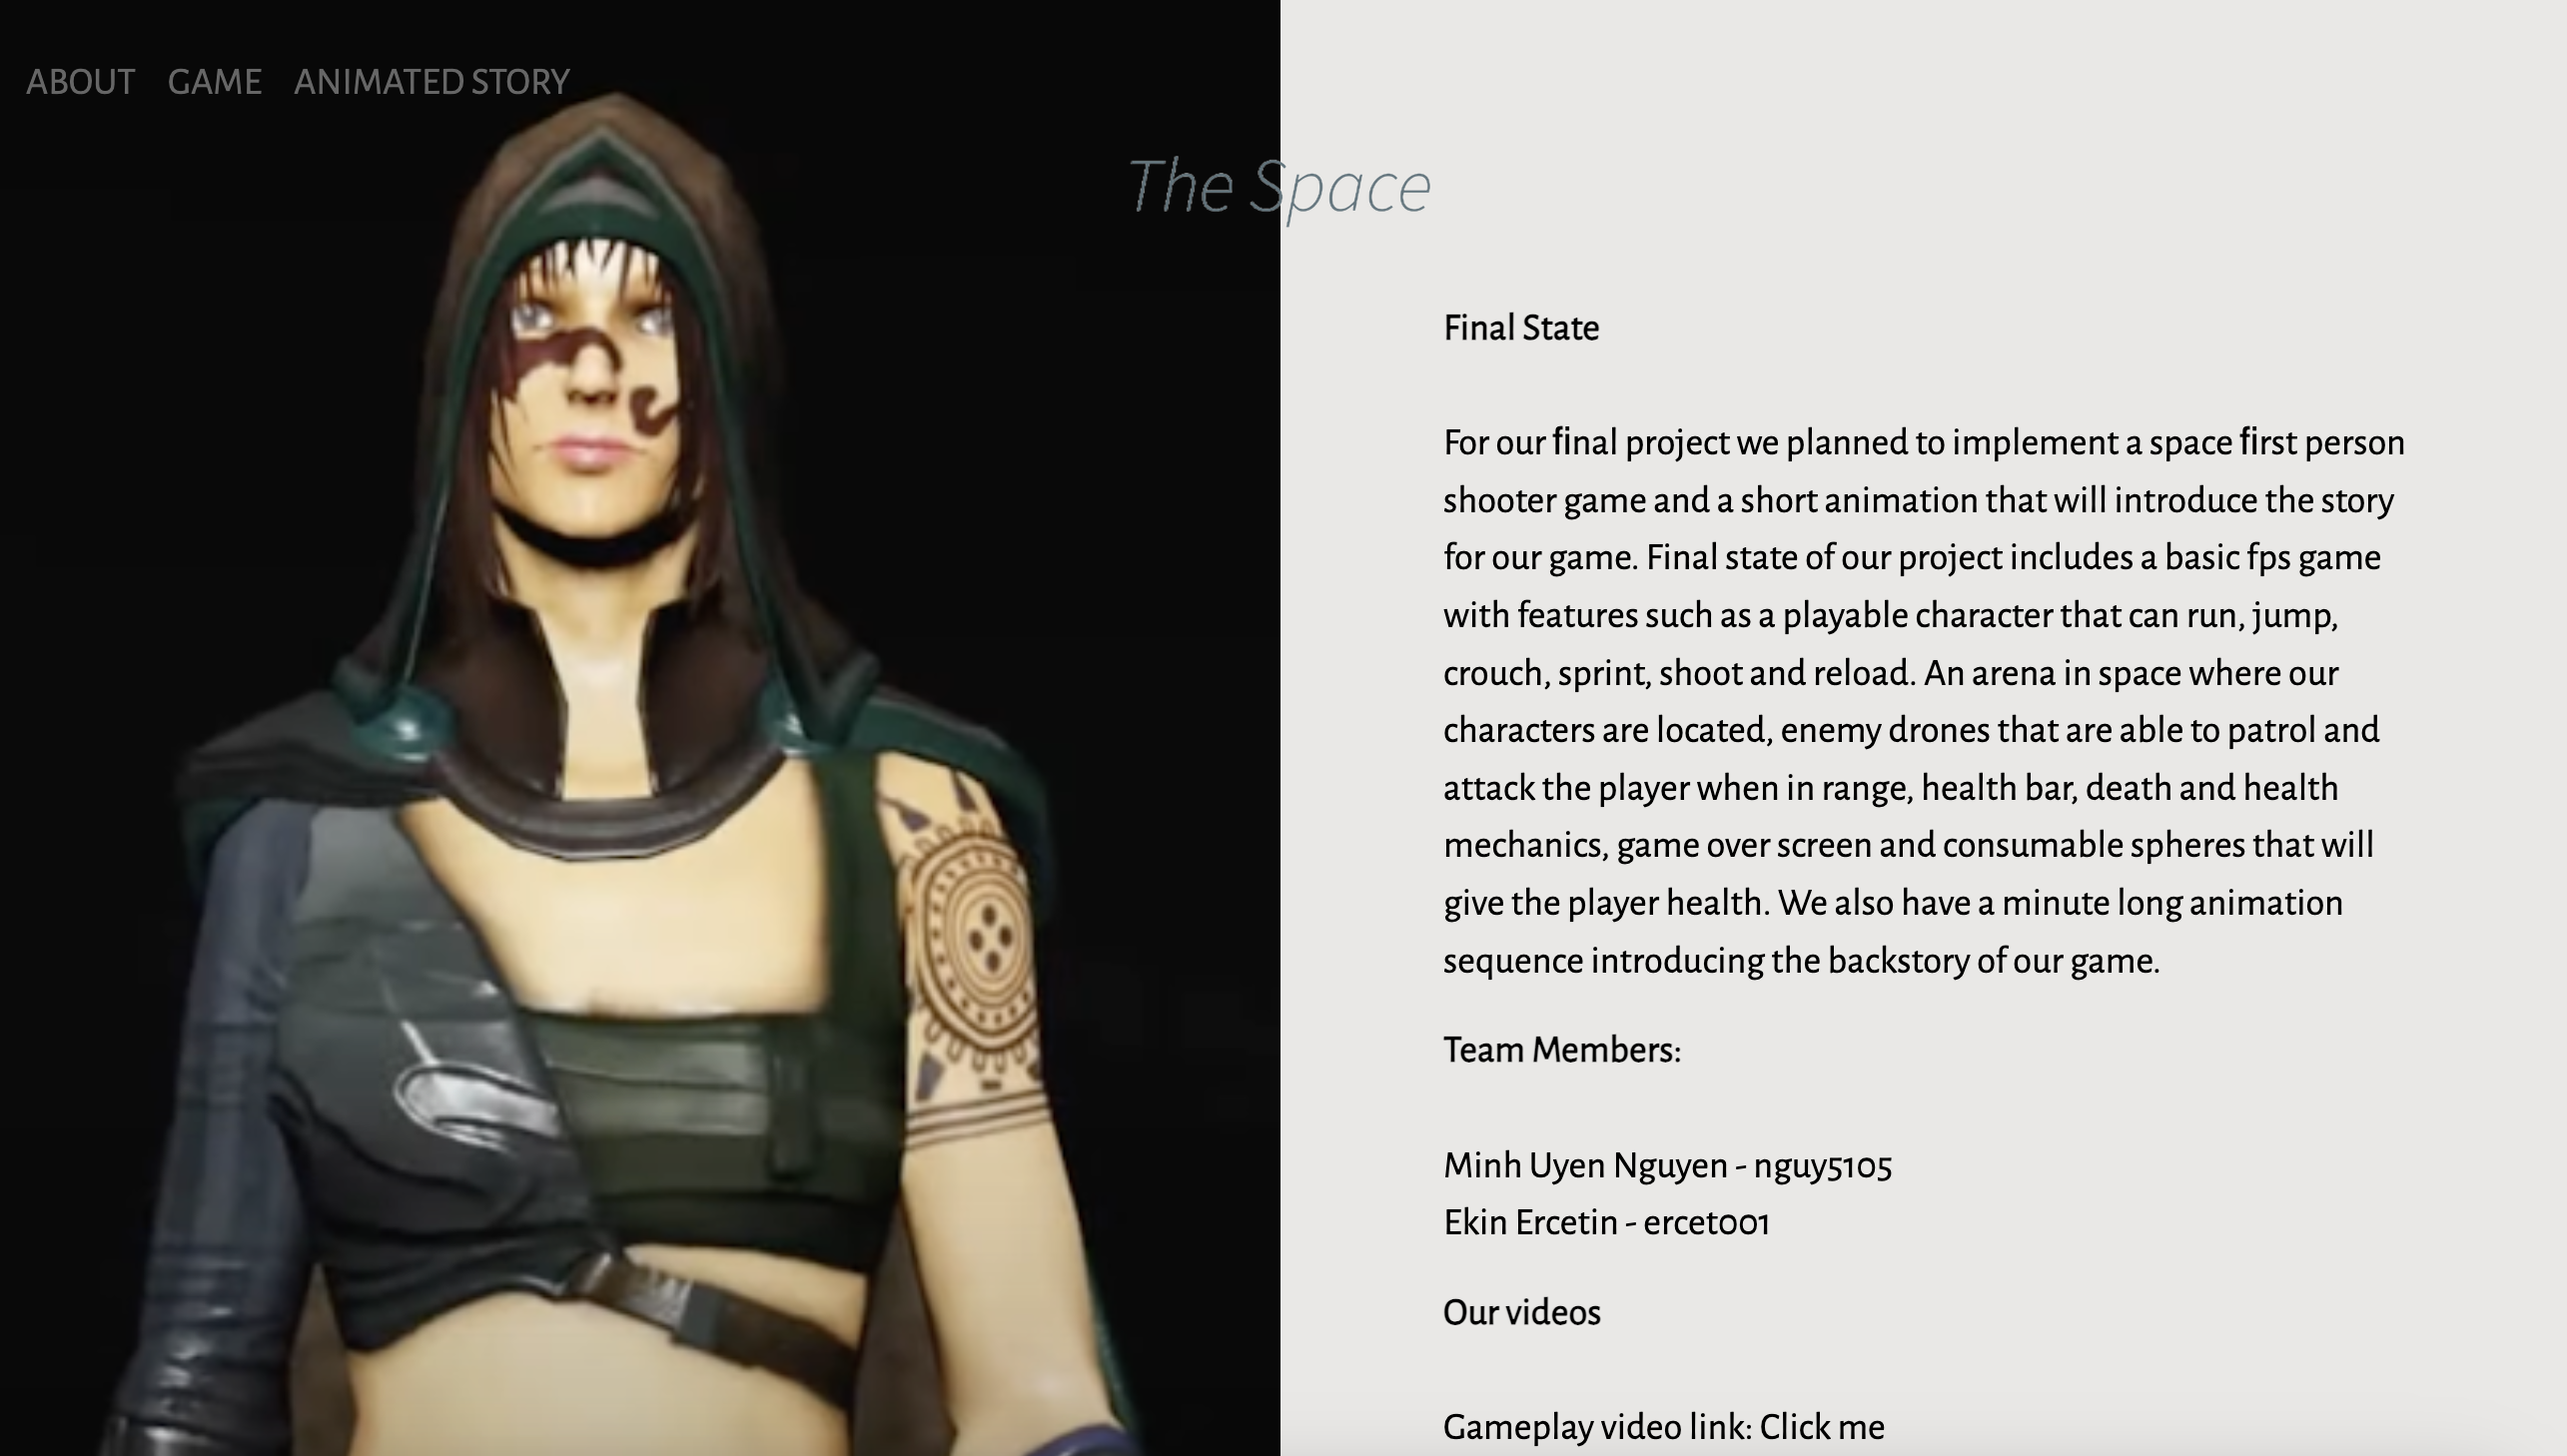 ABOUT GAME ANIMATED STORY
The Space
Final State
For our final project we planned to implement a space first person
shooter game and a short animation that will introduce the story
for our game. Final state of our project includes a basic fps game
with features such as a playable character that can run, jump,
crouch, sprint, shoot and reload. An arena in space where our
characters are located, enemy drones that are able to patrol and
attack the player when in range, health bar, death and health
mechanics, game over screen and consumable spheres that will
give the player health. We also have a minute long animation
sequence introducing the backstory of our game.
Team Members:
Minh Uyen Nguyen - nguy5105
Ekin Ercetin - ercet001
Our videos
Gameplay video link: Click me